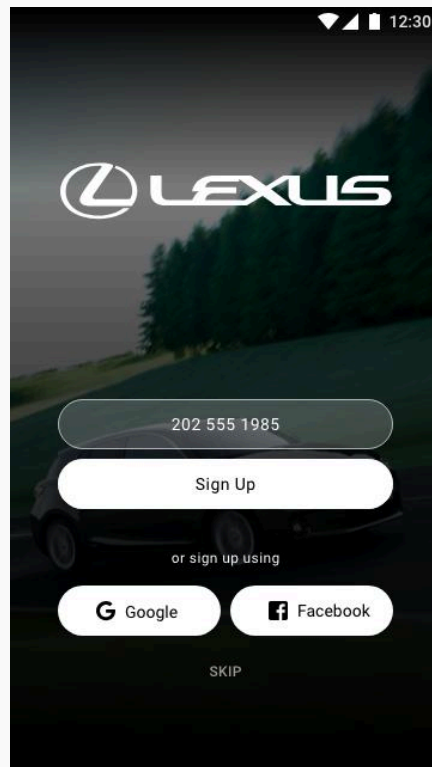 12:30
LEXUS
202 555 1985
Sign Up
or sign up using
G Google
Facebook
SKIP